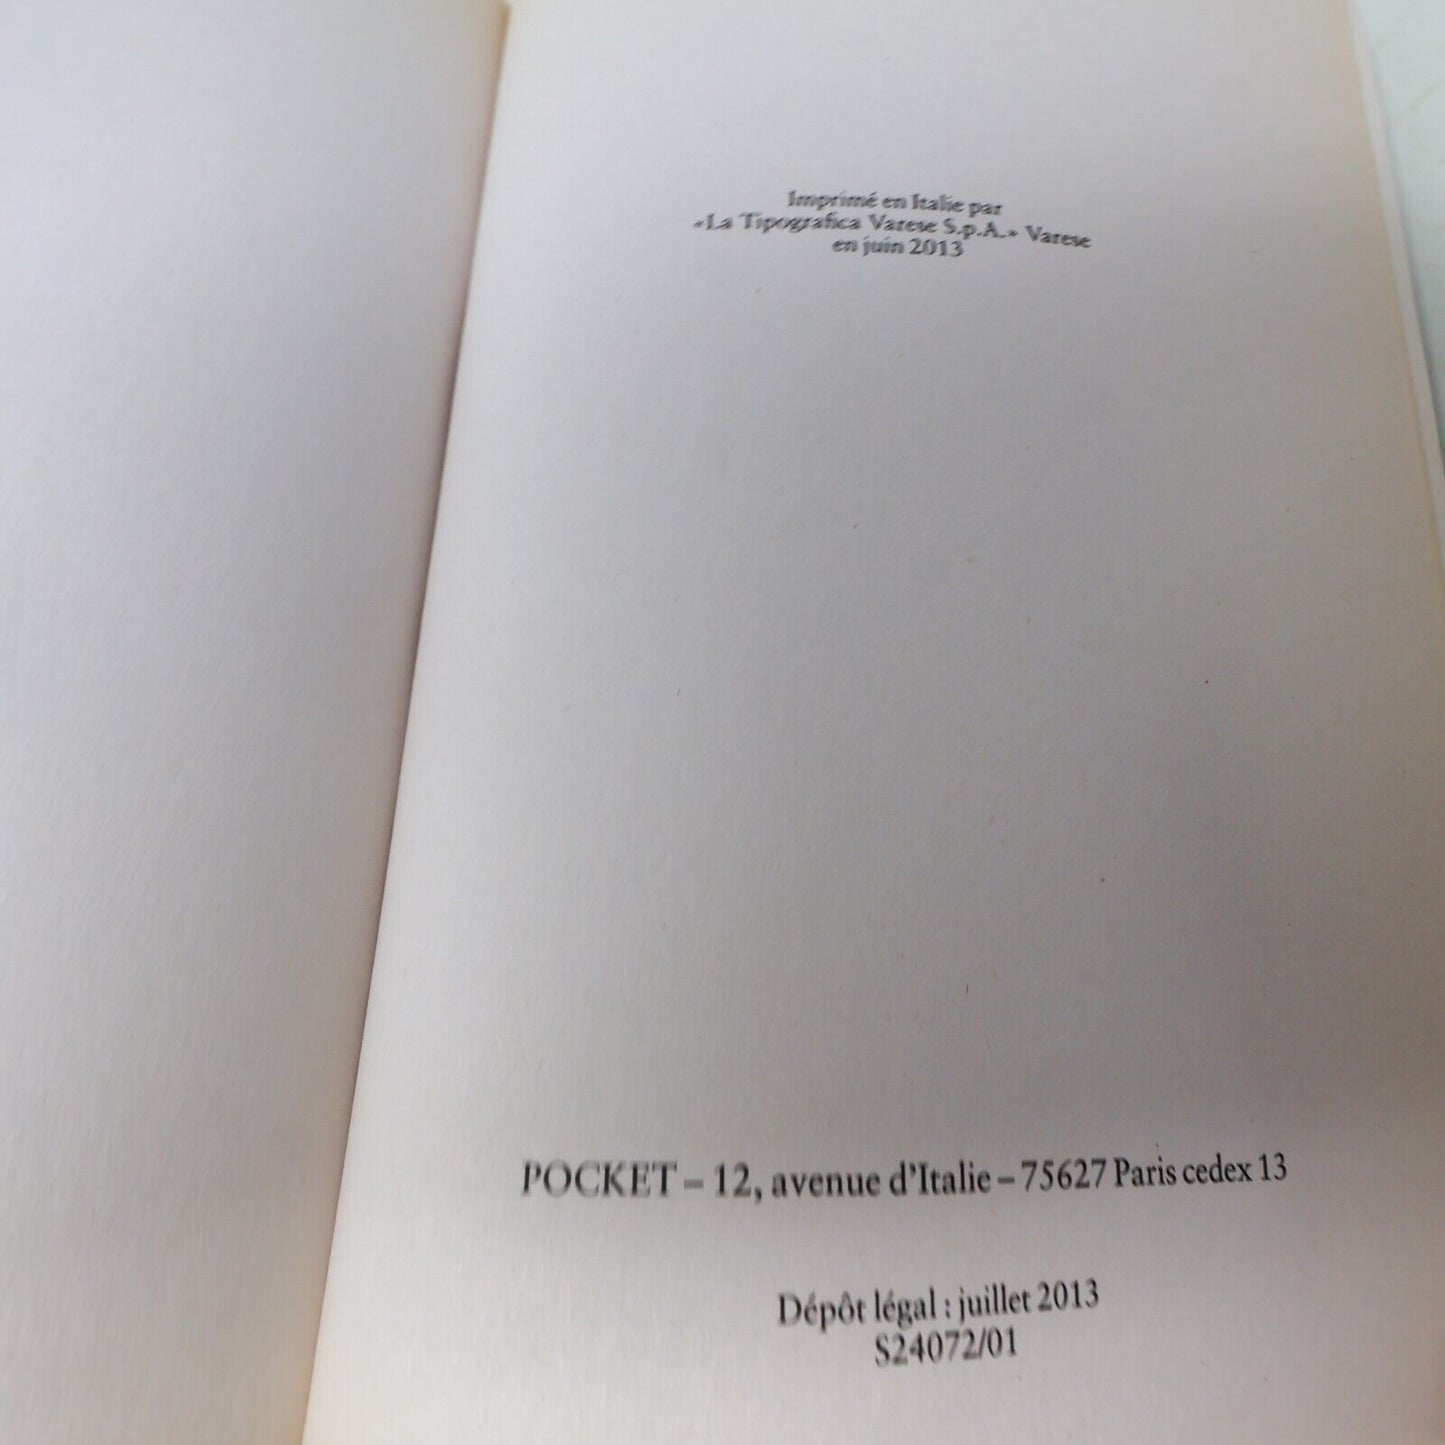 Imprimé en Italie par
«La Tipografica Varese S.p.A.» Varese
en juin 2013
POCKET – 12, avenue d'Italie – 75627 Paris cedex 13
Dépôt légal : juillet 2013
S24072/01